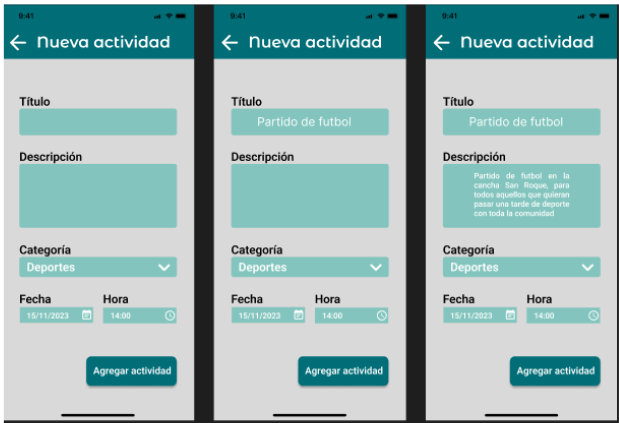 9:41
Nueva actividad
Título
Descripción
Categoría
Deportes
Fecha Hora
15/11/2023 14:00
Agregar actividad
9:41
Nueva actividad
Título
Partido de futbol
Descripción
Categoría
Deportes
Fecha Hora
15/11/2023 14:00
Agregar actividad
9:41
Nueva actividad
Título
Partido de futbol
Descripción
Partido de futbol en la
cancha San Roque, para
todos aquellos que quieran
pasar una tarde de deporte
con toda la comunidad
Categoría
Deportes
Fecha Hora
15/11/2023 14:00
Agregar actividad